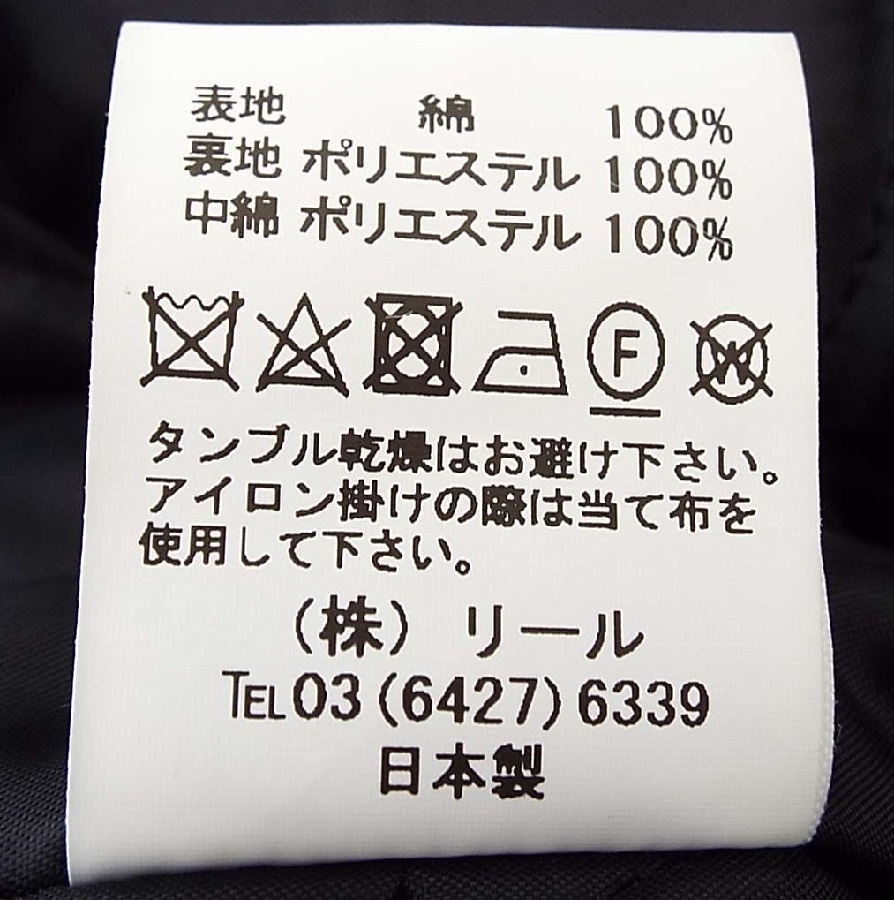 表地 綿 100%
裏地 ポリエステル 100%
中綿 ポリエステル 100%
F W
タンブル乾燥はお避け下さい。
アイロン掛けの際は当て布を
使用して下さい。
（株）リール
TEL03(6427)6339
日本製